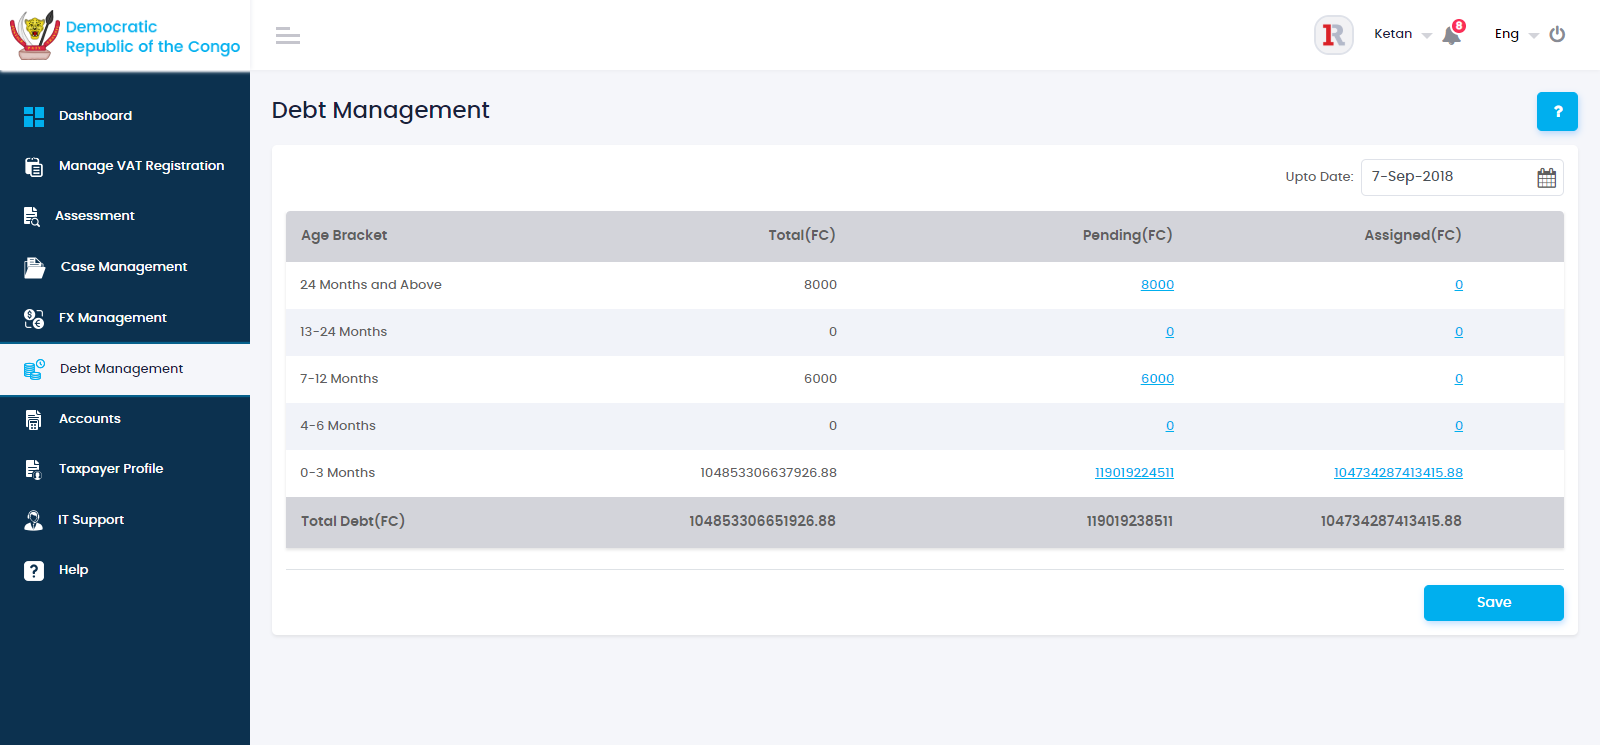 Democratic
Republic of the Congo
1R
Ketan
8
Eng
Dashboard
Manage VAT Registration
Assessment
Case Management
FX Management
Debt Management
Accounts
Taxpayer Profile
IT Support
Help
Debt Management
?
Upto Date: 7-Sep-2018
Age Bracket Total(FC) Pending(FC) Assigned(FC)
24 Months and Above 8000 8000 0
13-24 Months 0 0 0
7-12 Months 6000 6000 0
4-6 Months 0 0 0
0-3 Months 104853306637926.88 119019224511 104734287413415.88
Total Debt(FC) 104853306651926.88 119019238511 104734287413415.88
Save